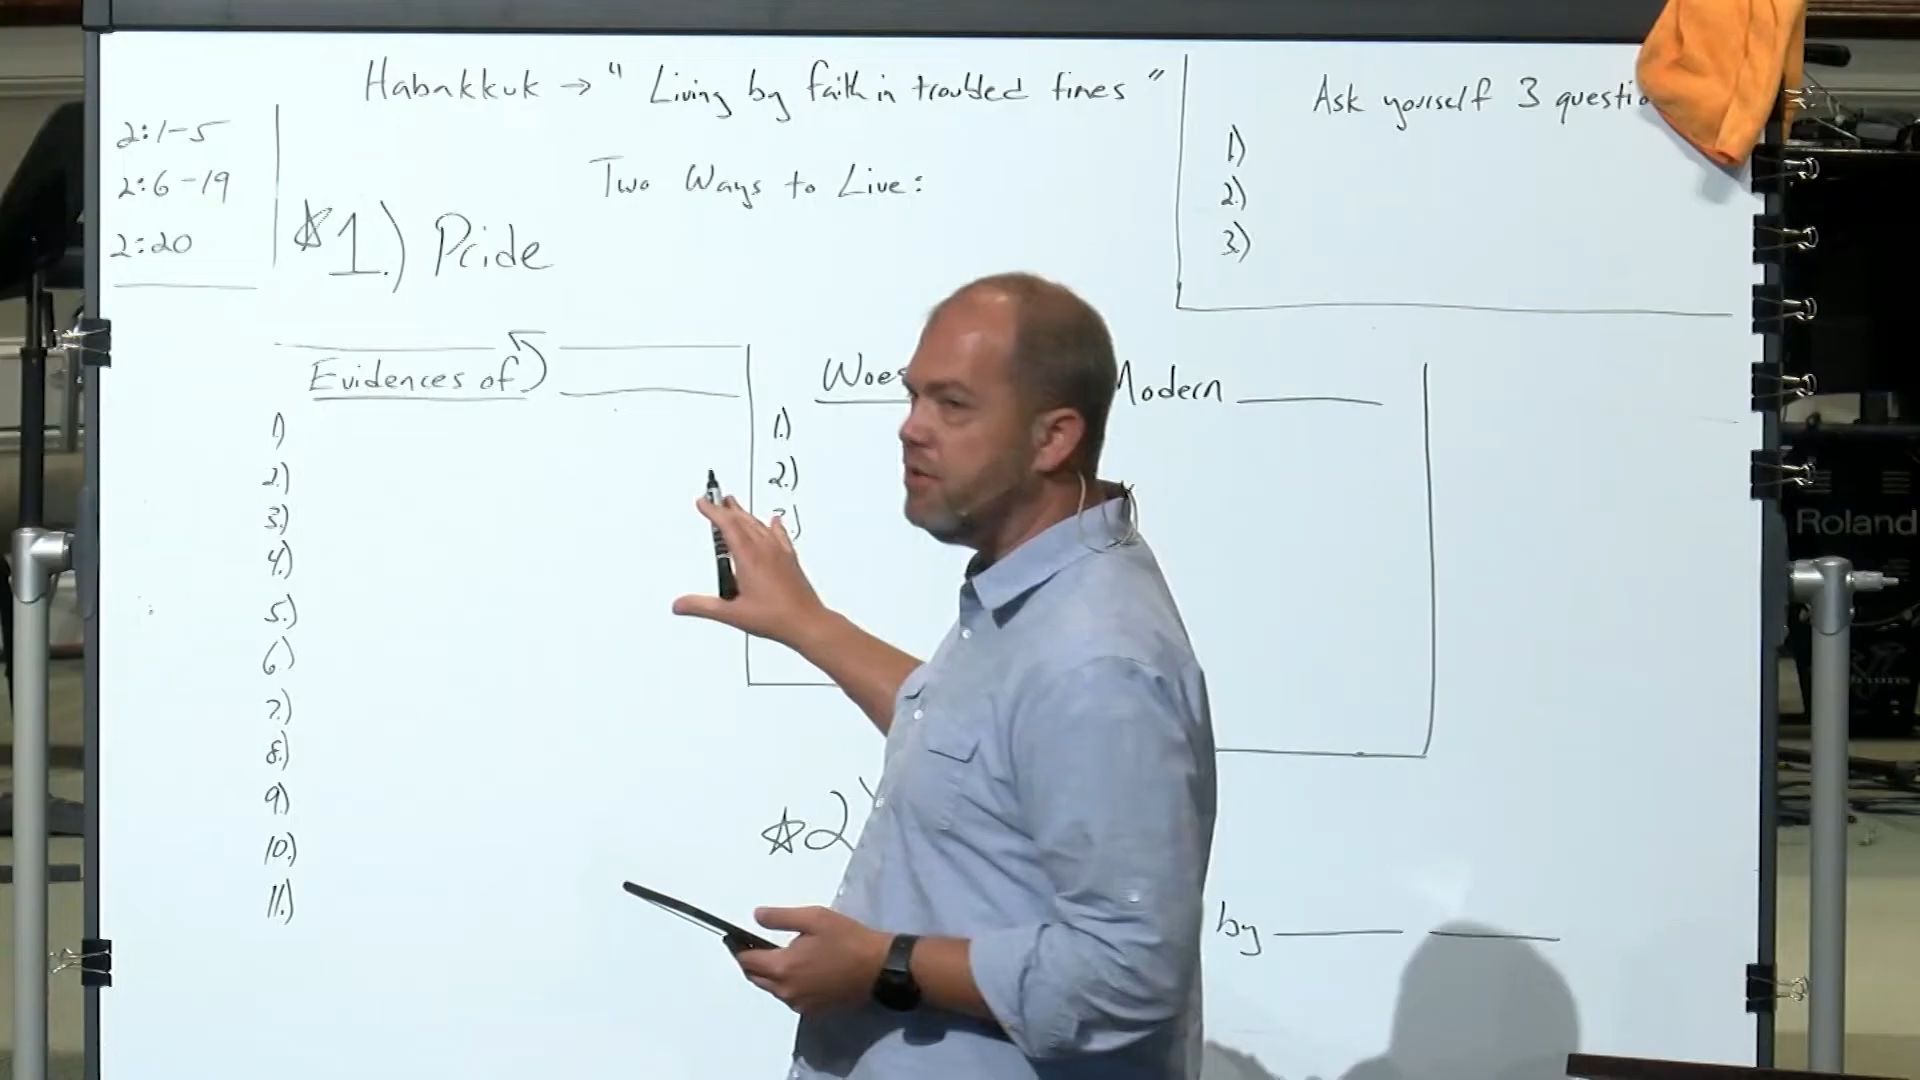 Habakkuk → "Living by faith in troubled times"
2:1-5
2:6-19
2:20
Two Ways to Live:
☆1.) Pride
Ask yourself 3 questio
1)
2.)
3.)
Evidences of
1)
2.)
3.)
4.)
5.)
6.)
7.)
8.)
9.)
10.)
11.)
Woes
1.)
2.)
3.)
Modern
☆2
by
Roland